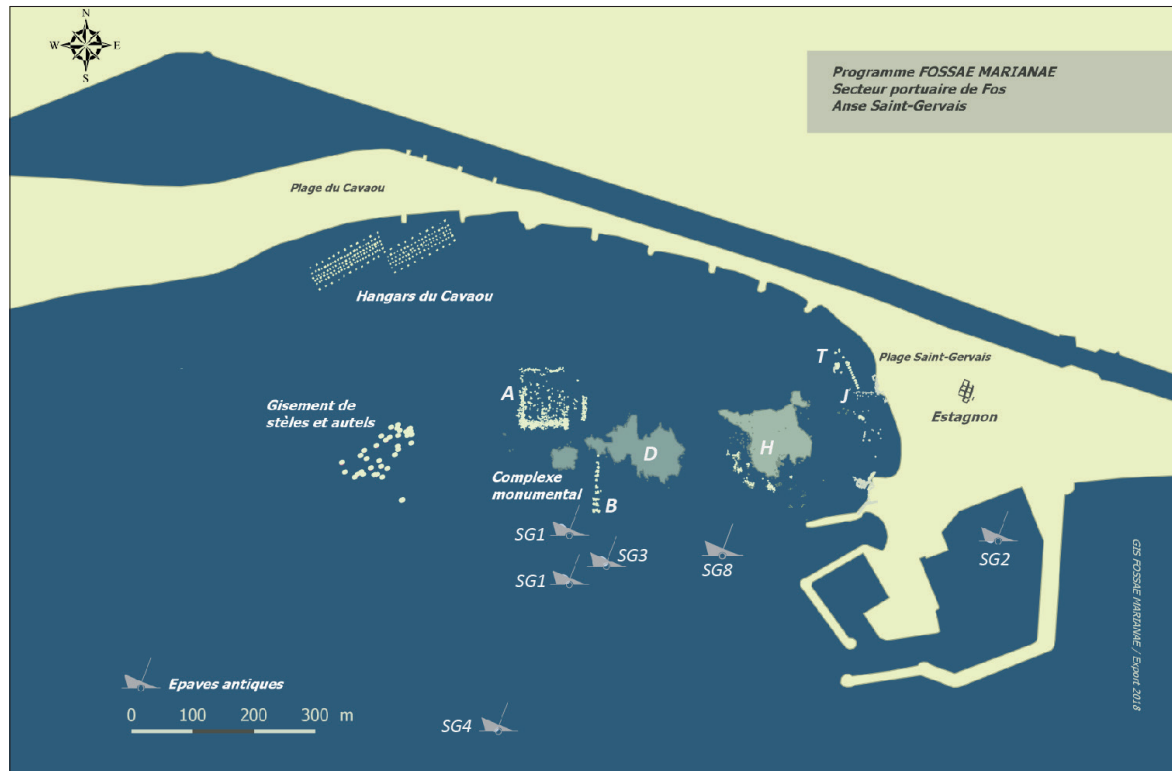 N
W
E
S
Programme FOSSAE MARIANAE
Secteur portuaire de Fos
Anse Saint-Gervais
Plage du Cavaou
Hangars du Cavaou
T
Plage Saint-Gervais
A
J
Gisement de
stèles et autels
Estagnon
H
D
Complexe
monumental
B
SG1
SG3
SG8
SG2
SG1
GIS FOSSAE MARIANAE / Export 2018
Epaves antiques
0 100 200 300 m
SG4